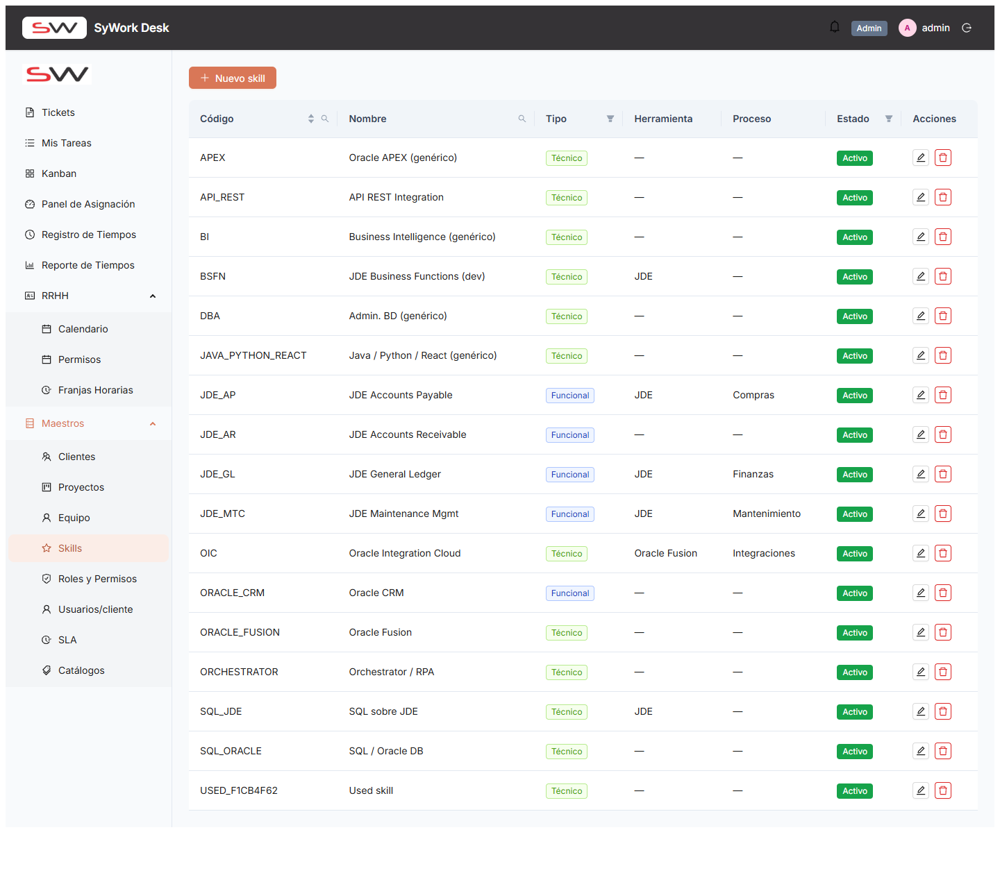 SW SyWork Desk Admin A admin
SW
Tickets
Mis Tareas
Kanban
Panel de Asignación
Registro de Tiempos
Reporte de Tiempos
RRHH
Calendario
Permisos
Franjas Horarias
Maestros
Clientes
Proyectos
Equipo
Skills
Roles y Permisos
Usuarios/cliente
SLA
Catálogos
+ Nuevo skill
Código Nombre Tipo Herramienta Proceso Estado Acciones
APEX Oracle APEX (genérico) Técnico — — Activo
API_REST API REST Integration Técnico — — Activo
BI Business Intelligence (genérico) Técnico — — Activo
BSFN JDE Business Functions (dev) Técnico JDE — Activo
DBA Admin. BD (genérico) Técnico — — Activo
JAVA_PYTHON_REACT Java / Python / React (genérico) Técnico — — Activo
JDE_AP JDE Accounts Payable Funcional JDE Compras Activo
JDE_AR JDE Accounts Receivable Funcional — — Activo
JDE_GL JDE General Ledger Funcional JDE Finanzas Activo
JDE_MTC JDE Maintenance Mgmt Funcional JDE Mantenimiento Activo
OIC Oracle Integration Cloud Técnico Oracle Fusion Integraciones Activo
ORACLE_CRM Oracle CRM Funcional — — Activo
ORACLE_FUSION Oracle Fusion Técnico — — Activo
ORCHESTRATOR Orchestrator / RPA Técnico — — Activo
SQL_JDE SQL sobre JDE Técnico JDE — Activo
SQL_ORACLE SQL / Oracle DB Técnico — — Activo
USED_F1CB4F62 Used skill Técnico — — Activo